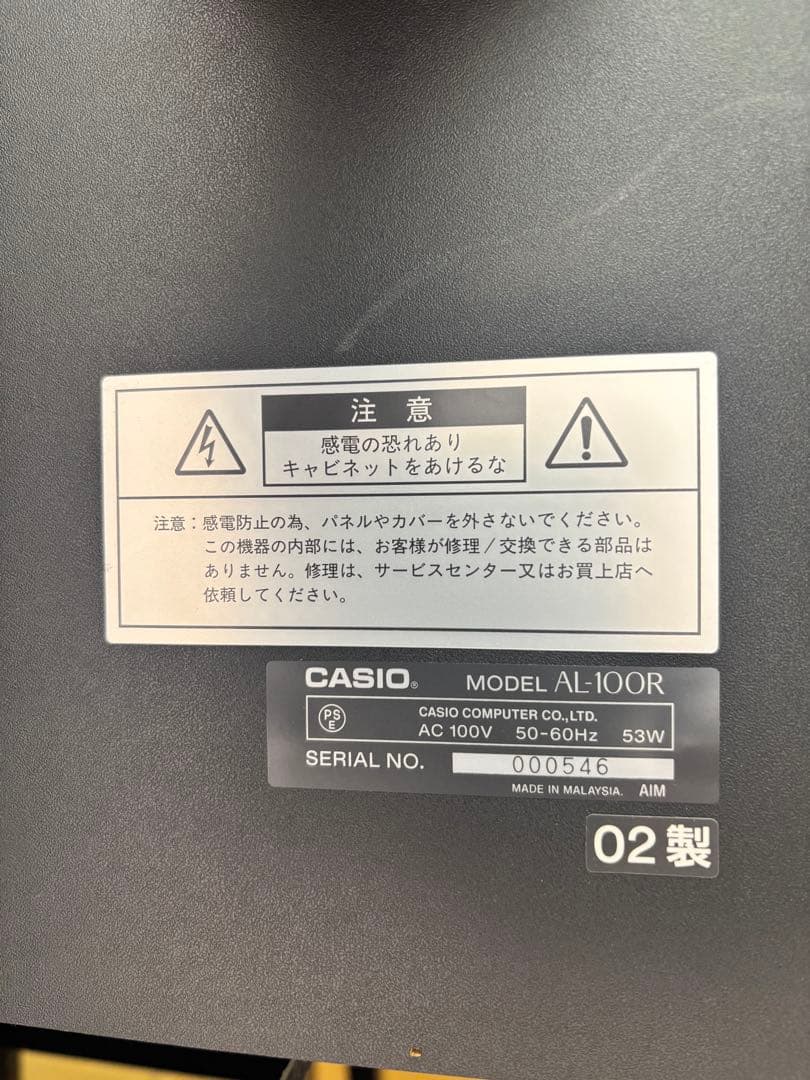 注 意
感電の恐れあり
キャビネットをあけるな
注意：感電防止の為、パネルやカバーを外さないでください。
この機器の内部には、お客様が修理／交換できる部品は
ありません。修理は、サービスセンター又はお買上店へ
依頼してください。
CASIO® MODEL AL-100R
PSE CASIO COMPUTER CO.,LTD.
AC 100V 50-60Hz 53W
SERIAL NO. 000546
MADE IN MALAYSIA. AIM
02製